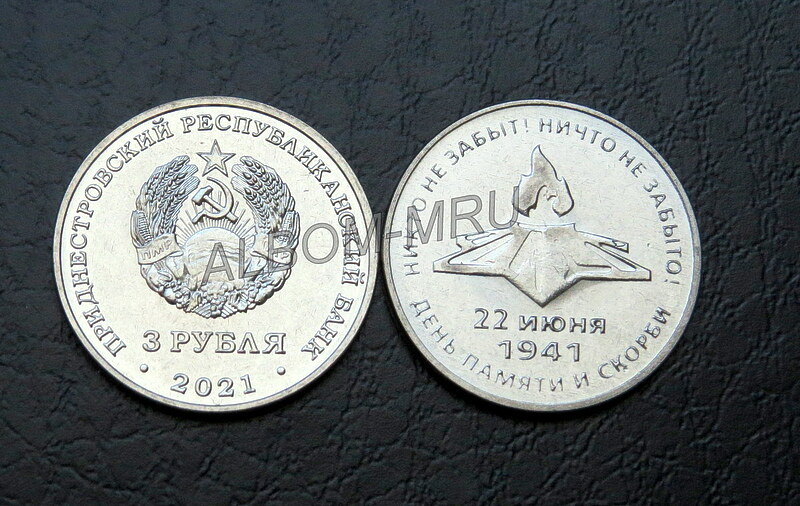 ПРИДНЕСТРОВСКИЙ РЕСПУБЛИКАНСКИЙ БАНК
ПМР
3 РУБЛЯ
· 2021 ·
НИКТО НЕ ЗАБЫТ! НИЧТО НЕ ЗАБЫТО!
22 ИЮНЯ
1941
ДЕНЬ ПАМЯТИ И СКОРБИ
ALBOM-MRU